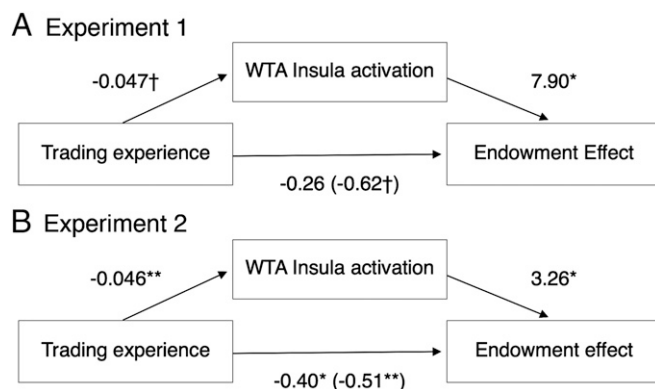 A Experiment 1
-0.047†
WTA Insula activation
7.90*
Trading experience
Endowment Effect
-0.26 (-0.62†)
B Experiment 2
-0.046**
WTA Insula activation
3.26*
Trading experience
Endowment effect
-0.40* (-0.51**)